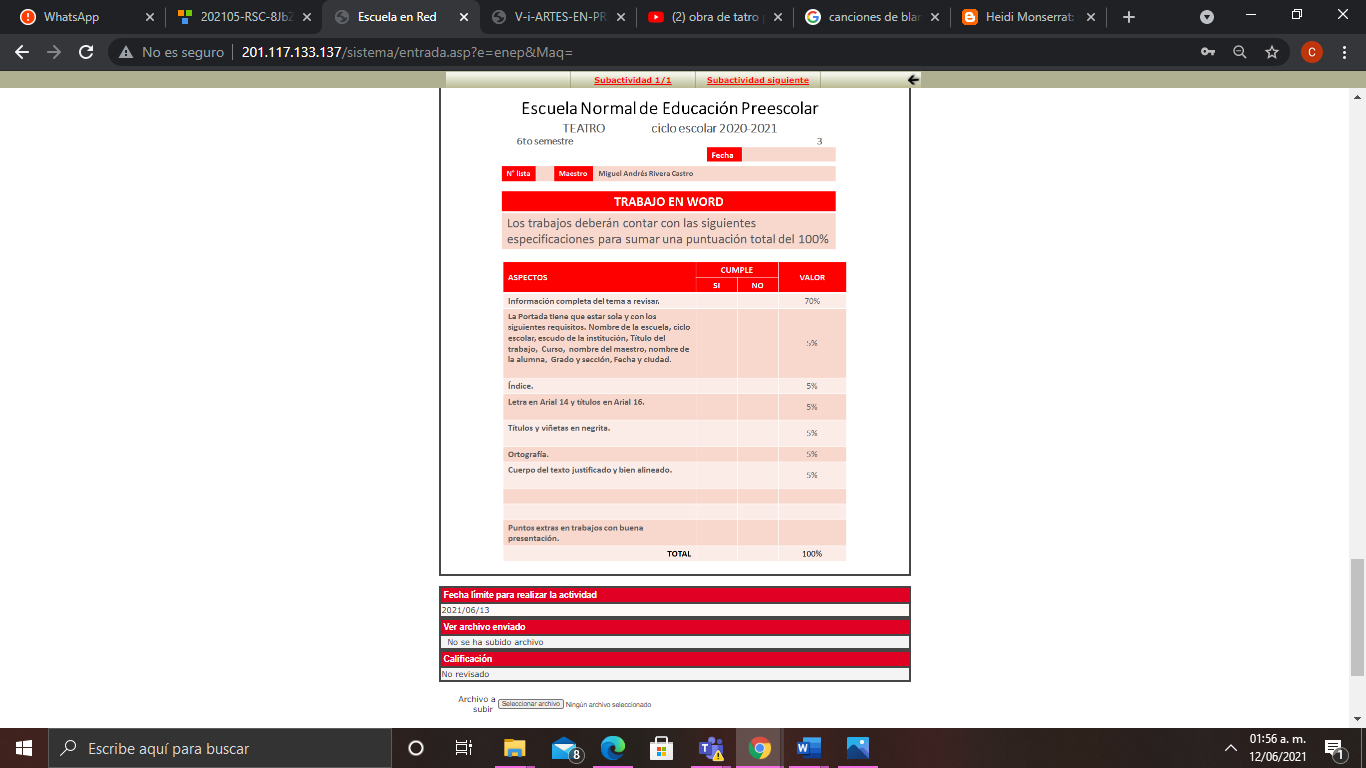 WhatsApp
202105-RSC-8JbZ
Escuela en Red
V-i-ARTES-EN-PR
(2) obra de tatro
canciones de blan
Heidi Monserrat
No es seguro
201.117.133.137/sistema/entrada.asp?e=enep&Maq=
C
Subactividad 1/1
Subactividad siguiente
Escuela Normal de Educación Preescolar
TEATRO ciclo escolar 2020-2021
6to semestre 3
Fecha
N° lista
Maestro
Miguel Andrés Rivera Castro
TRABAJO EN WORD
Los trabajos deberán contar con las siguientes
especificaciones para sumar una puntuación total del 100%
ASPECTOS
CUMPLE
SI NO
VALOR
Información completa del tema a revisar.
70%
La Portada tiene que estar sola y con los
siguientes requisitos. Nombre de la escuela, ciclo
escolar, escudo de la institución, Título del
trabajo, Curso, nombre del maestro, nombre de
la alumna, Grado y sección, Fecha y ciudad.
5%
Índice.
5%
Letra en Arial 14 y títulos en Arial 16.
5%
Títulos y viñetas en negrita.
5%
Ortografía.
5%
Cuerpo del texto justificado y bien alineado.
5%
Puntos extras en trabajos con buena
presentación.
TOTAL 100%
Fecha límite para realizar la actividad
2021/06/13
Ver archivo enviado
No se ha subido archivo
Calificación
No revisado
Archivo a
subir
Seleccionar archivo
Ningún archivo seleccionado
Escribe aquí para buscar
8
01:56 a. m.
12/06/2021
1